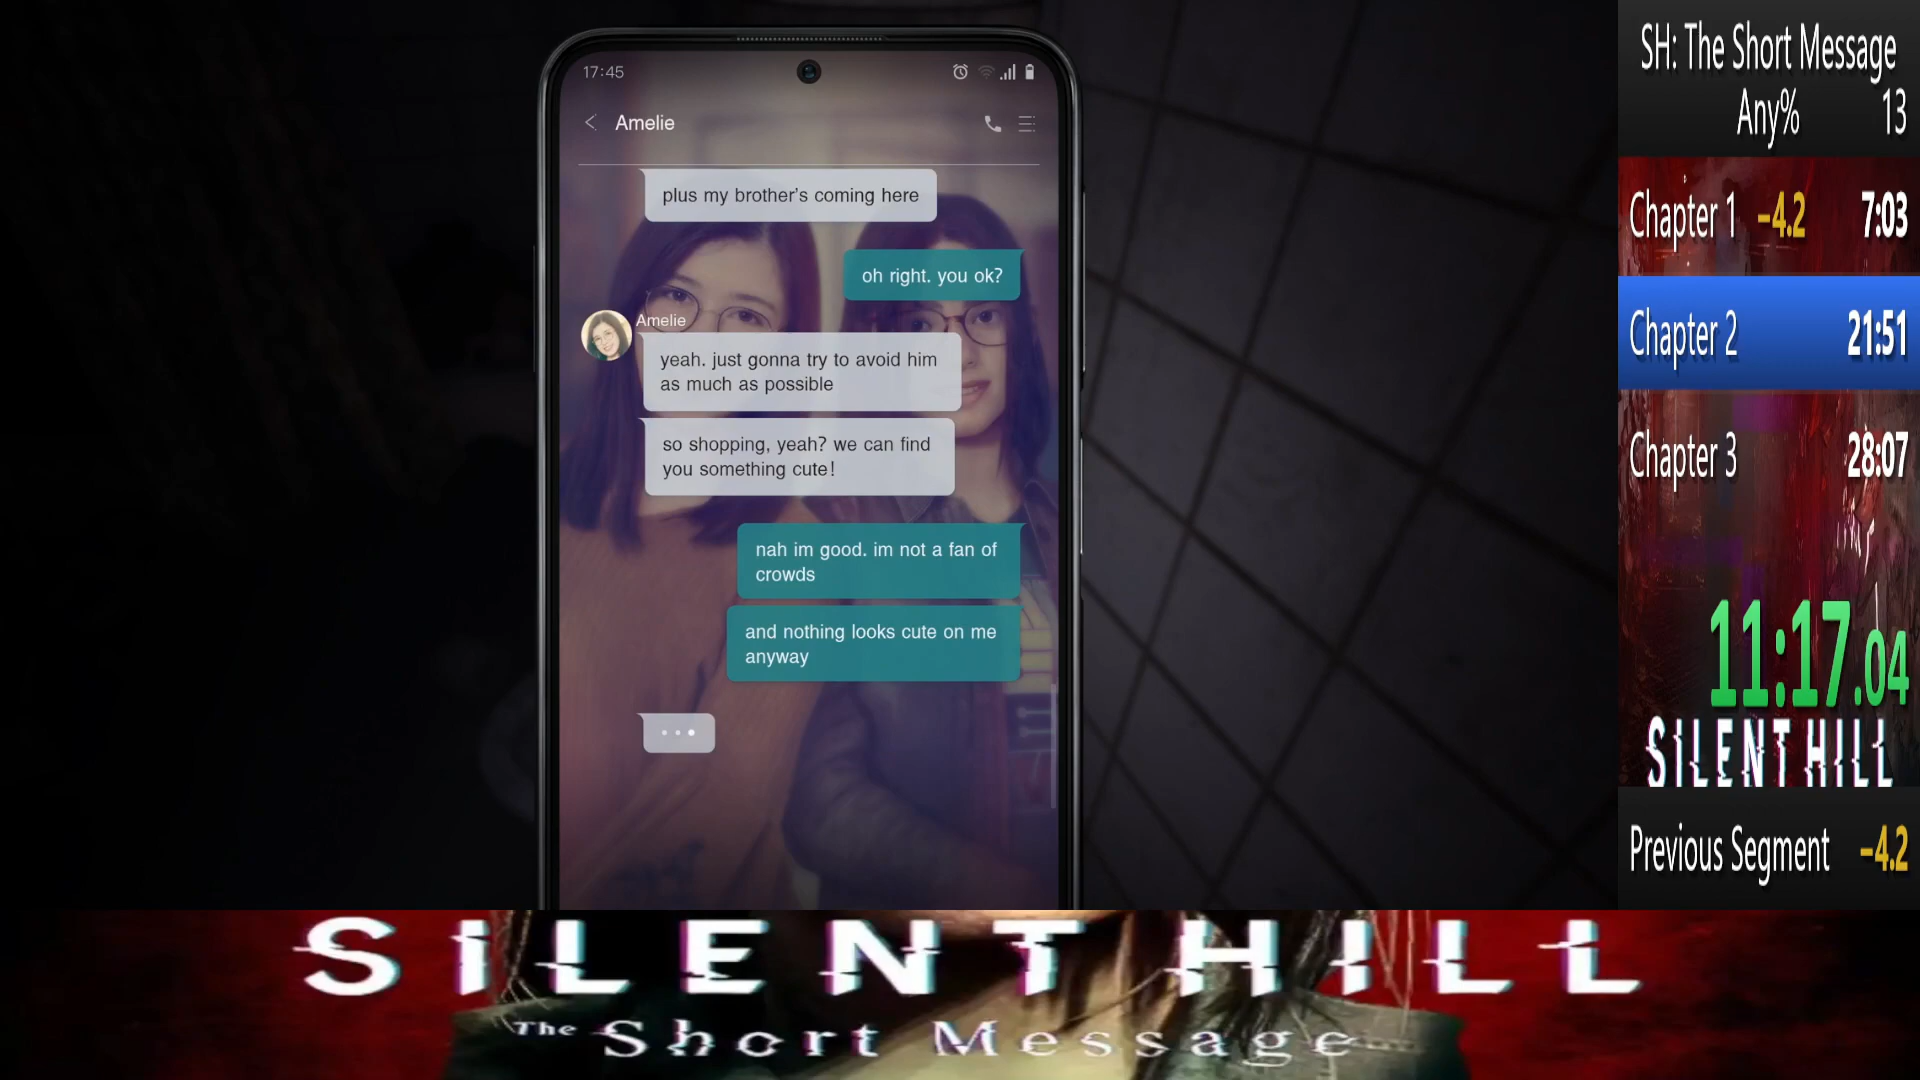 17:45
Amelie
plus my brother's coming here
oh right. you ok?
Amelie
yeah. just gonna try to avoid him
as much as possible
so shopping, yeah? we can find
you something cute!
nah im good. im not a fan of
crowds
and nothing looks cute on me
anyway
SH: The Short Message
Any% 13
Chapter 1 −4.2 7:03
Chapter 2 21:51
Chapter 3 28:07
11:17.04
SILENT HILL
Previous Segment −4.2
SILENT HILL
The Short Message